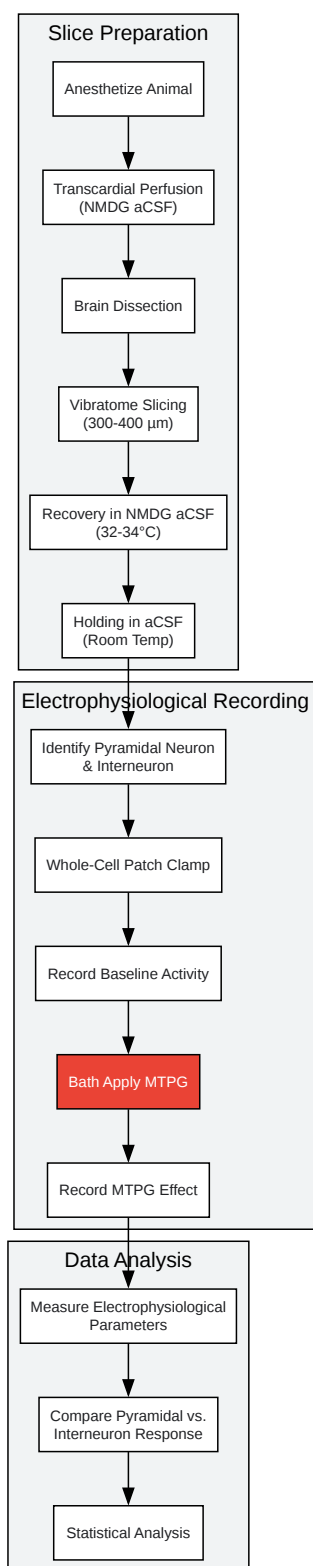 Slice Preparation
Anesthetize Animal
Transcardial Perfusion
(NMDG aCSF)
Brain Dissection
Vibratome Slicing
(300-400 µm)
Recovery in NMDG aCSF
(32-34°C)
Holding in aCSF
(Room Temp)
Electrophysiological Recording
Identify Pyramidal Neuron
& Interneuron
Whole-Cell Patch Clamp
Record Baseline Activity
Bath Apply MTPG
Record MTPG Effect
Data Analysis
Measure Electrophysiological
Parameters
Compare Pyramidal vs.
Interneuron Response
Statistical Analysis